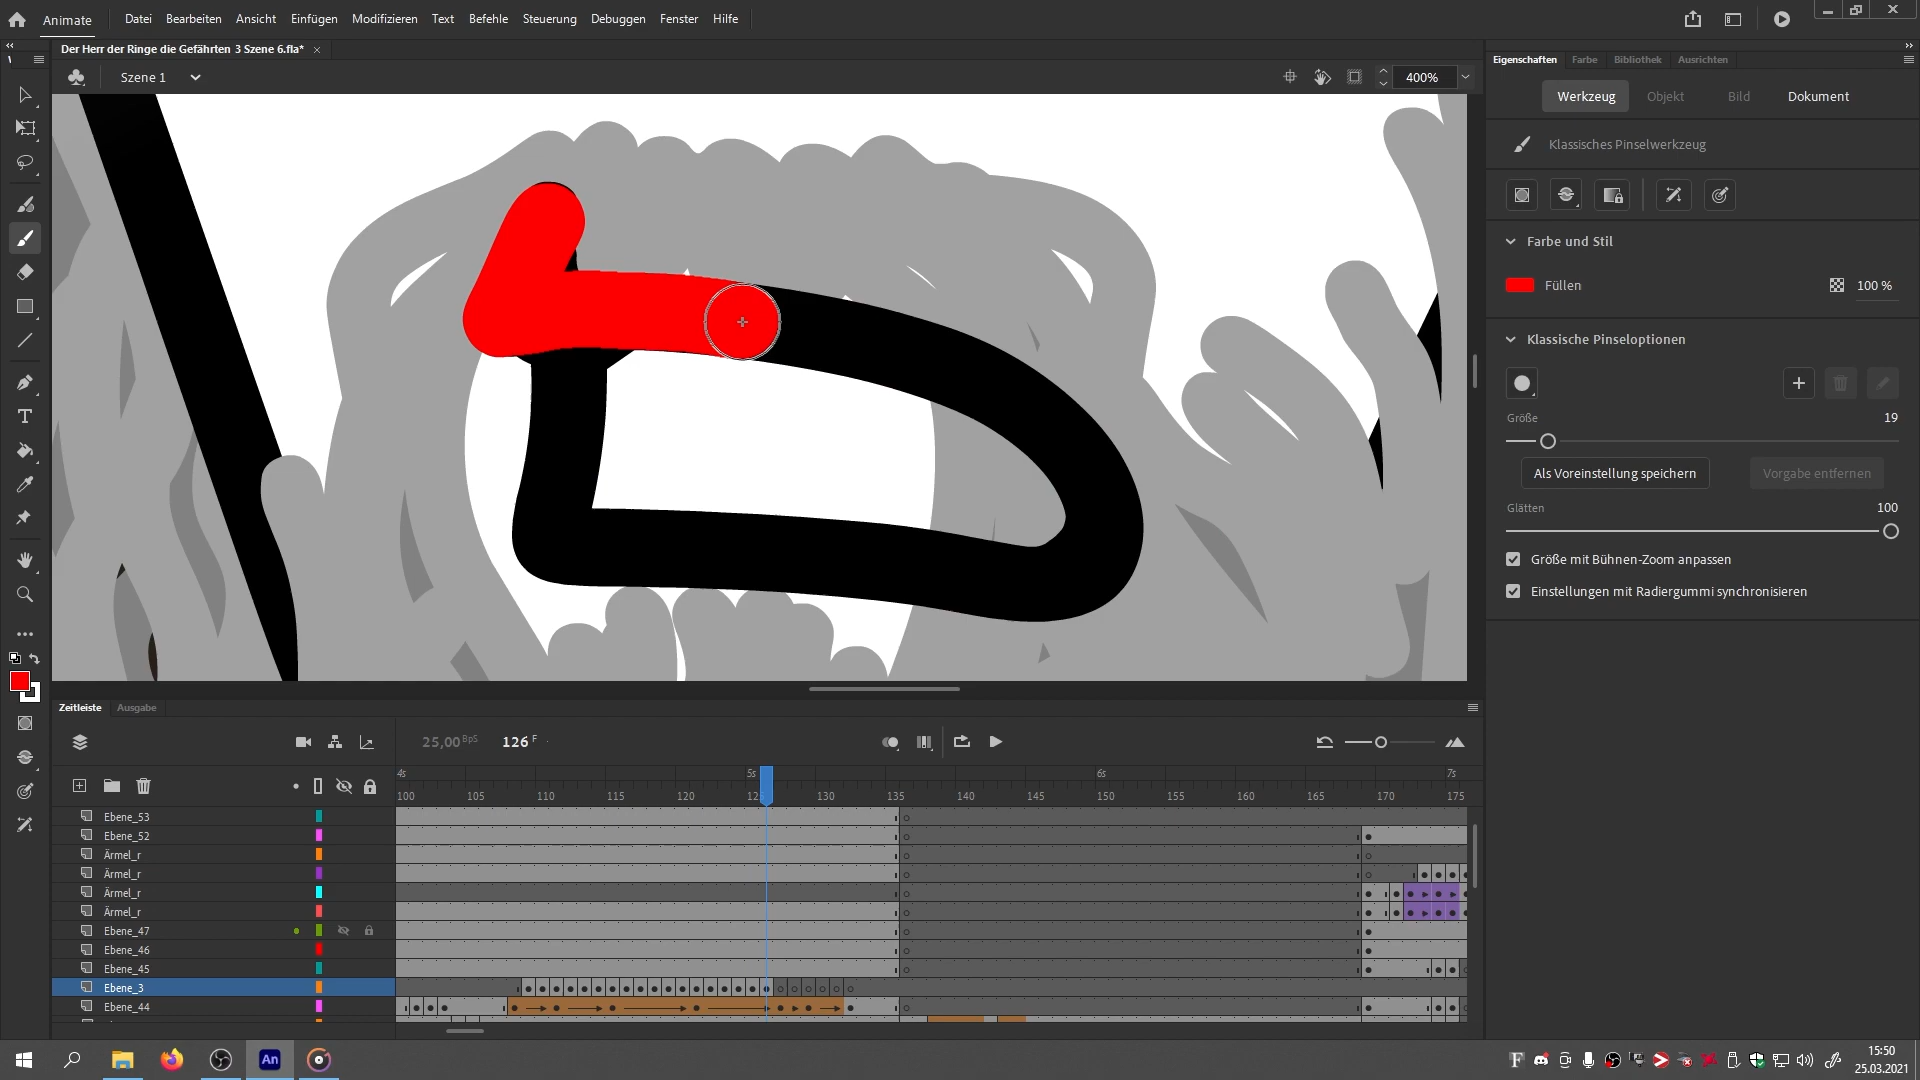 Animate Datei Bearbeiten Ansicht Einfügen Modifizieren Text Befehle Steuerung Debuggen Fenster Hilfe
Der Herr der Ringe die Gefährten 3 Szene 6.fla*
Szene 1
400%
Eigenschaften Farbe Bibliothek Ausrichten
Werkzeug Objekt Bild Dokument
Klassisches Pinselwerkzeug
Farbe und Stil
Füllen 100 %
Klassische Pinseloptionen
Größe 19
Als Voreinstellung speichern Vorgabe entfernen
Glätten 100
Größe mit Bühnen-Zoom anpassen
Einstellungen mit Radiergummi synchronisieren
Zeitleiste Ausgabe
25,00 BpS 126 F
4s 5s 6s 7s
100 105 110 115 120 125 130 135 140 145 150 155 160 165 170 175
Ebene_53
Ebene_52
Ärmel_r
Ärmel_r
Ärmel_r
Ärmel_r
Ebene_47
Ebene_46
Ebene_45
Ebene_3
Ebene_44
An
15:50
25.03.2021